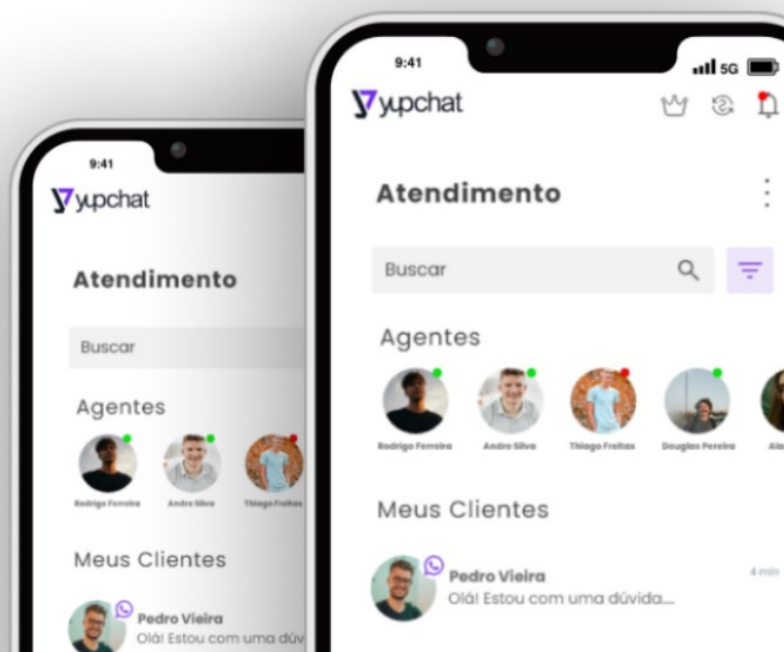 9:41
yupchat
Atendimento
Buscar
Agentes
Rodrigo Ferreira Andre Silva Thiago Freitas
Meus Clientes
Pedro Vieira
Olá! Estou com uma dúv
9:41 5G
yupchat
Atendimento
Buscar
Agentes
Rodrigo Ferreira Andre Silva Thiago Freitas Douglas Pereira Ala
Meus Clientes
Pedro Vieira 4 min
Olá! Estou com uma dúvida...